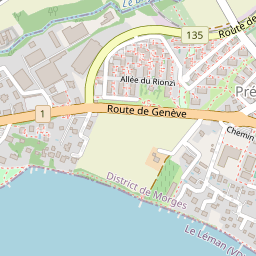 135
Route de
Allée du Rionzi
Route de Genève
1
Chemin
Pré
District de Morges
Le Léman (VD